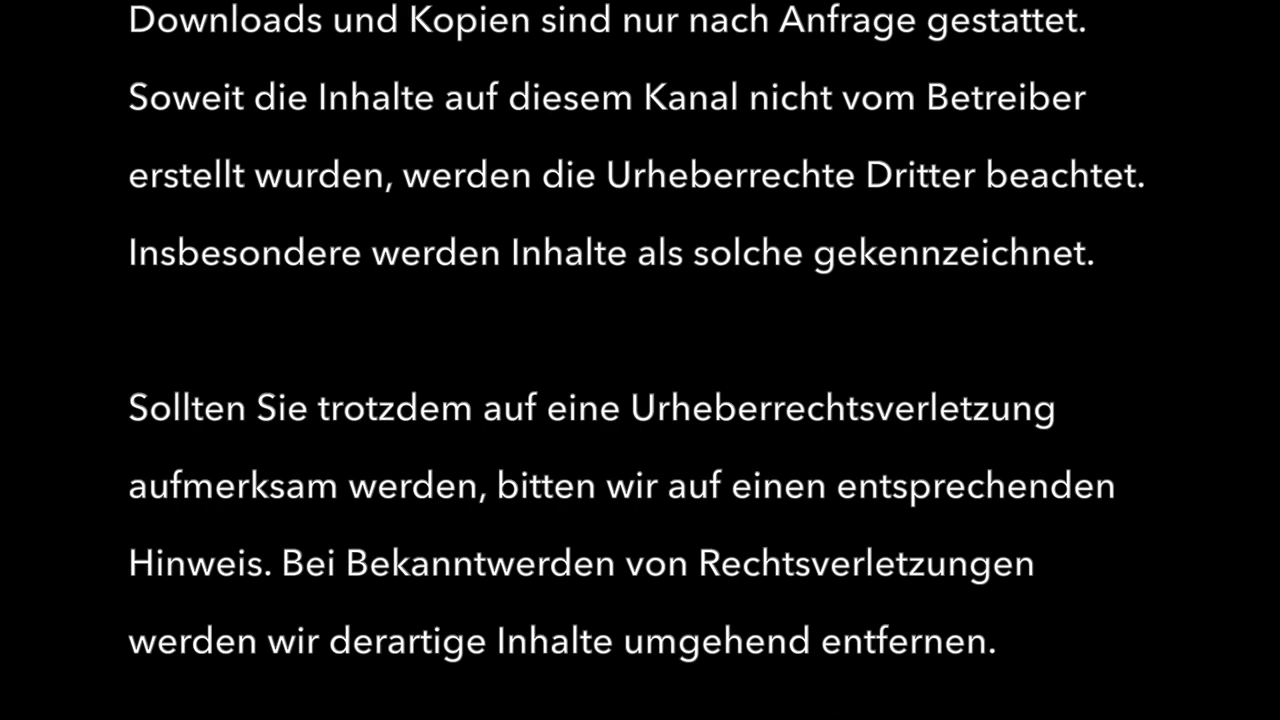 Downloads und Kopien sind nur nach Anfrage gestattet.
Soweit die Inhalte auf diesem Kanal nicht vom Betreiber
erstellt wurden, werden die Urheberrechte Dritter beachtet.
Insbesondere werden Inhalte als solche gekennzeichnet.
Sollten Sie trotzdem auf eine Urheberrechtsverletzung
aufmerksam werden, bitten wir auf einen entsprechenden
Hinweis. Bei Bekanntwerden von Rechtsverletzungen
werden wir derartige Inhalte umgehend entfernen.